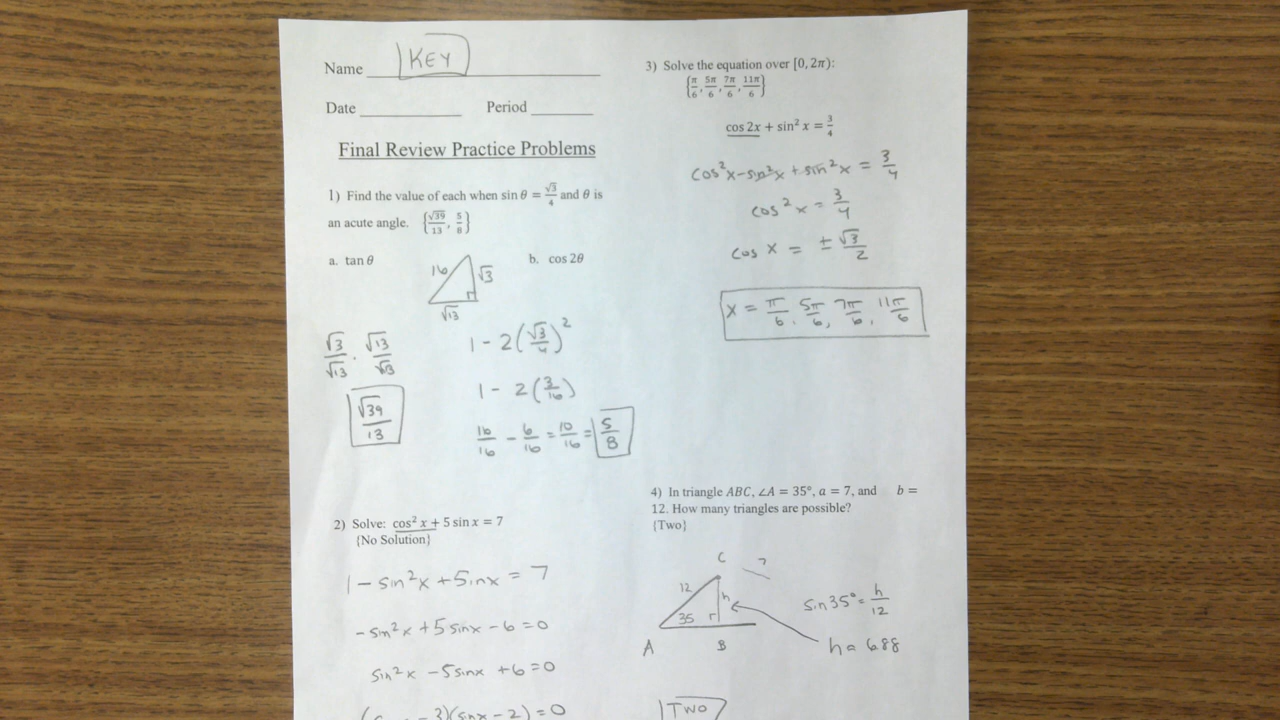 Name KEY
Date Period
Final Review Practice Problems
1) Find the value of each when sin θ = √3/4 and θ is
an acute angle. {√39/13, 5/8}
a. tan θ b. cos 2θ
16 √3
√13
√3/√13 · √13/√13
√39/13
1 - 2(√3/4)²
1 - 2(3/16)
16/16 - 6/16 = 10/16 = 5/8
2) Solve: cos² x + 5 sin x = 7
{No Solution}
1 - sin²x + 5sinx = 7
-sin²x + 5sinx - 6 = 0
sin²x - 5sinx + 6 = 0
- 3)(sinx - 2) = 0
3) Solve the equation over [0, 2π):
{π/6, 5π/6, 7π/6, 11π/6}
cos 2x + sin² x = 3/4
cos²x - sin²x + sin²x = 3/4
cos²x = 3/4
cos x = ±√3/2
x = π/6, 5π/6, 7π/6, 11π/6
4) In triangle ABC, ∠A = 35°, a = 7, and b =
12. How many triangles are possible?
{Two}
C 7
12 h
35
A B
sin35° = h/12
h = 6.88
TWO